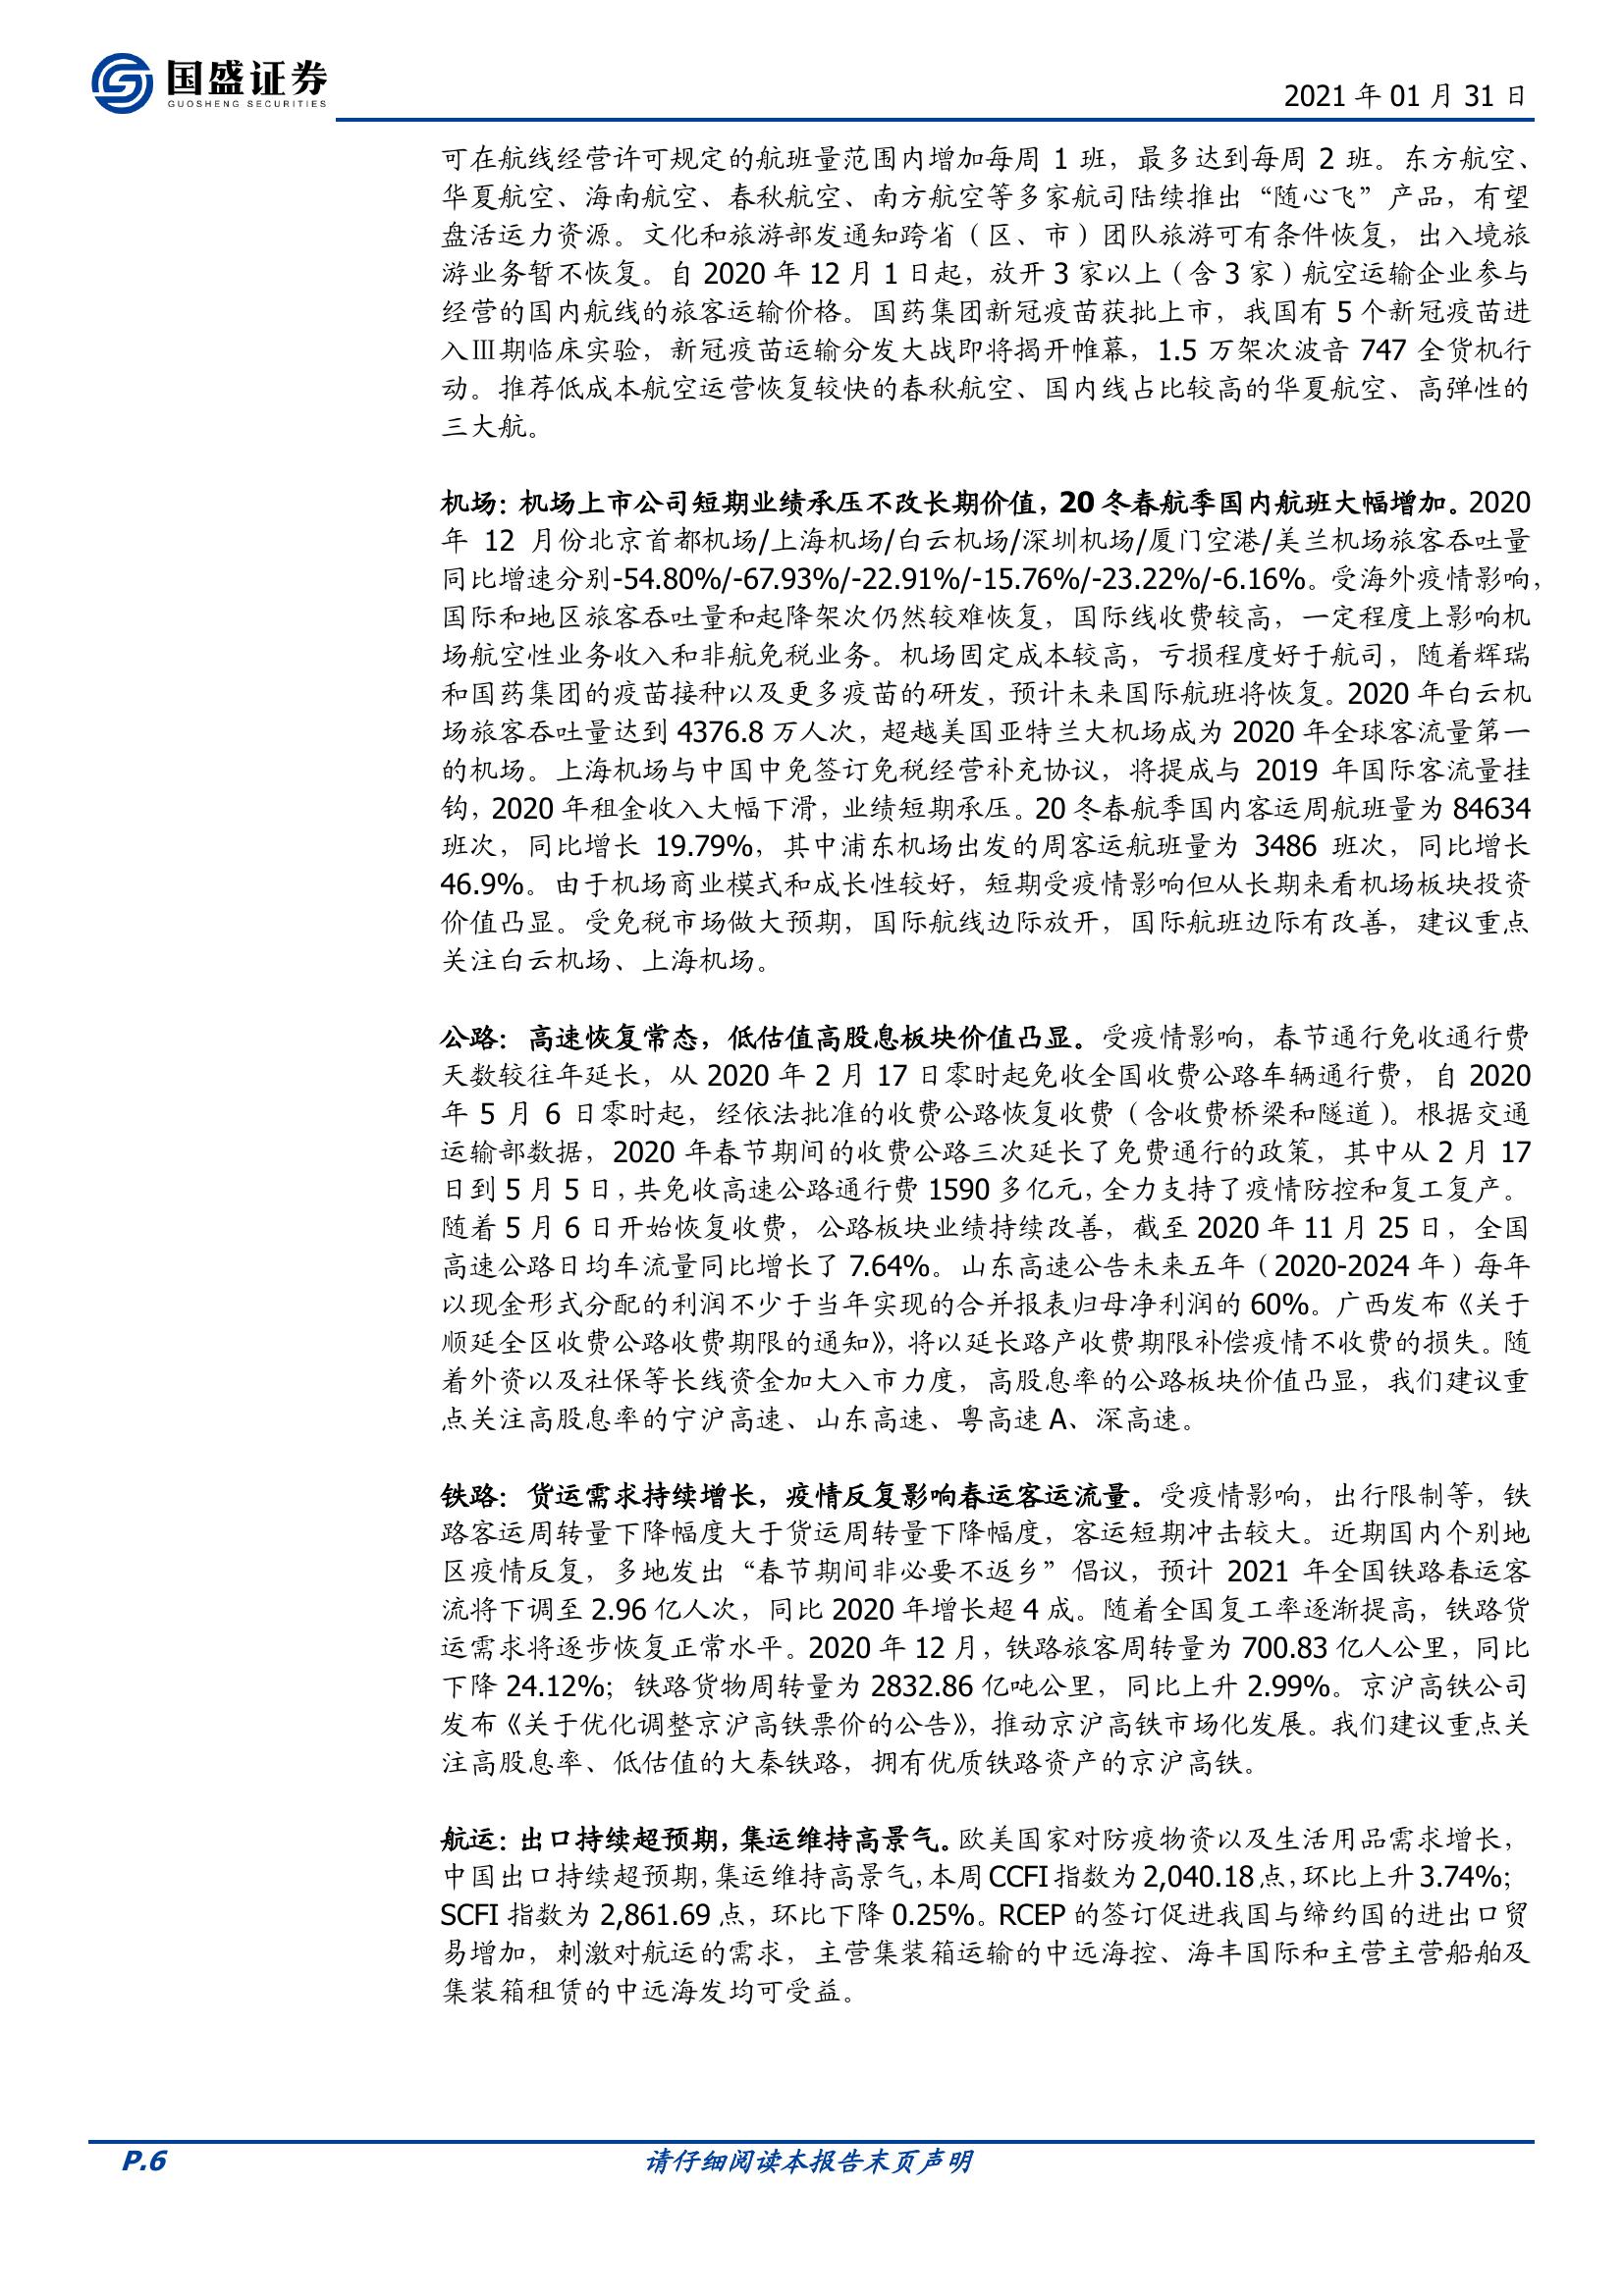 国盛证券
GUOSHENG SECURITIES
2021 年 01 月 31 日
可在航线经营许可规定的航班量范围内增加每周 1 班，最多达到每周 2 班。东方航空、
华夏航空、海南航空、春秋航空、南方航空等多家航司陆续推出“随心飞”产品，有望
盘活运力资源。文化和旅游部发通知跨省（区、市）团队旅游可有条件恢复，出入境旅
游业务暂不恢复。自 2020 年 12 月 1 日起，放开 3 家以上（含 3 家）航空运输企业参与
经营的国内航线的旅客运输价格。国药集团新冠疫苗获批上市，我国有 5 个新冠疫苗进
入Ⅲ期临床实验，新冠疫苗运输分发大战即将揭开帷幕，1.5 万架次波音 747 全货机行
动。推荐低成本航空运营恢复较快的春秋航空、国内线占比较高的华夏航空、高弹性的
三大航。
机场：机场上市公司短期业绩承压不改长期价值，20 冬春航季国内航班大幅增加。2020
年 12 月份北京首都机场/上海机场/白云机场/深圳机场/厦门空港/美兰机场旅客吞吐量
同比增速分别-54.80%/-67.93%/-22.91%/-15.76%/-23.22%/-6.16%。受海外疫情影响，
国际和地区旅客吞吐量和起降架次仍然较难恢复，国际线收费较高，一定程度上影响机
场航空性业务收入和非航免税业务。机场固定成本较高，亏损程度好于航司，随着辉瑞
和国药集团的疫苗接种以及更多疫苗的研发，预计未来国际航班将恢复。2020 年白云机
场旅客吞吐量达到 4376.8 万人次，超越美国亚特兰大机场成为 2020 年全球客流量第一
的机场。上海机场与中国中免签订免税经营补充协议，将提成与 2019 年国际客流量挂
钩，2020 年租金收入大幅下滑，业绩短期承压。20 冬春航季国内客运周航班量为 84634
班次，同比增长 19.79%，其中浦东机场出发的周客运航班量为 3486 班次，同比增长
46.9%。由于机场商业模式和成长性较好，短期受疫情影响但从长期来看机场板块投资
价值凸显。受免税市场做大预期，国际航线边际放开，国际航班边际有改善，建议重点
关注白云机场、上海机场。
公路：高速恢复常态，低估值高股息板块价值凸显。受疫情影响，春节通行免收通行费
天数较往年延长，从 2020 年 2 月 17 日零时起免收全国收费公路车辆通行费，自 2020
年 5 月 6 日零时起，经依法批准的收费公路恢复收费（含收费桥梁和隧道）。根据交通
运输部数据，2020 年春节期间的收费公路三次延长了免费通行的政策，其中从 2 月 17
日到 5 月 5 日，共免收高速公路通行费 1590 多亿元，全力支持了疫情防控和复工复产。
随着 5 月 6 日开始恢复收费，公路板块业绩持续改善，截至 2020 年 11 月 25 日，全国
高速公路日均车流量同比增长了 7.64%。山东高速公告未来五年（2020-2024 年）每年
以现金形式分配的利润不少于当年实现的合并报表归母净利润的 60%。广西发布《关于
顺延全区收费公路收费期限的通知》，将以延长路产收费期限补偿疫情不收费的损失。随
着外资以及社保等长线资金加大入市力度，高股息率的公路板块价值凸显，我们建议重
点关注高股息率的宁沪高速、山东高速、粤高速 A、深高速。
铁路：货运需求持续增长，疫情反复影响春运客运流量。受疫情影响，出行限制等，铁
路客运周转量下降幅度大于货运周转量下降幅度，客运短期冲击较大。近期国内个别地
区疫情反复，多地发出“春节期间非必要不返乡”倡议，预计 2021 年全国铁路春运客
流将下调至 2.96 亿人次，同比 2020 年增长超 4 成。随着全国复工率逐渐提高，铁路货
运需求将逐步恢复正常水平。2020 年 12 月，铁路旅客周转量为 700.83 亿人公里，同比
下降 24.12%；铁路货物周转量为 2832.86 亿吨公里，同比上升 2.99%。京沪高铁公司
发布《关于优化调整京沪高铁票价的公告》，推动京沪高铁市场化发展。我们建议重点关
注高股息率、低估值的大秦铁路，拥有优质铁路资产的京沪高铁。
航运：出口持续超预期，集运维持高景气。欧美国家对防疫物资以及生活用品需求增长，
中国出口持续超预期，集运维持高景气，本周 CCFI 指数为 2,040.18 点，环比上升 3.74%；
SCFI 指数为 2,861.69 点，环比下降 0.25%。RCEP 的签订促进我国与缔约国的进出口贸
易增加，刺激对航运的需求，主营集装箱运输的中远海控、海丰国际和主营主营船舶及
集装箱租赁的中远海发均可受益。
P.6
请仔细阅读本报告末页声明